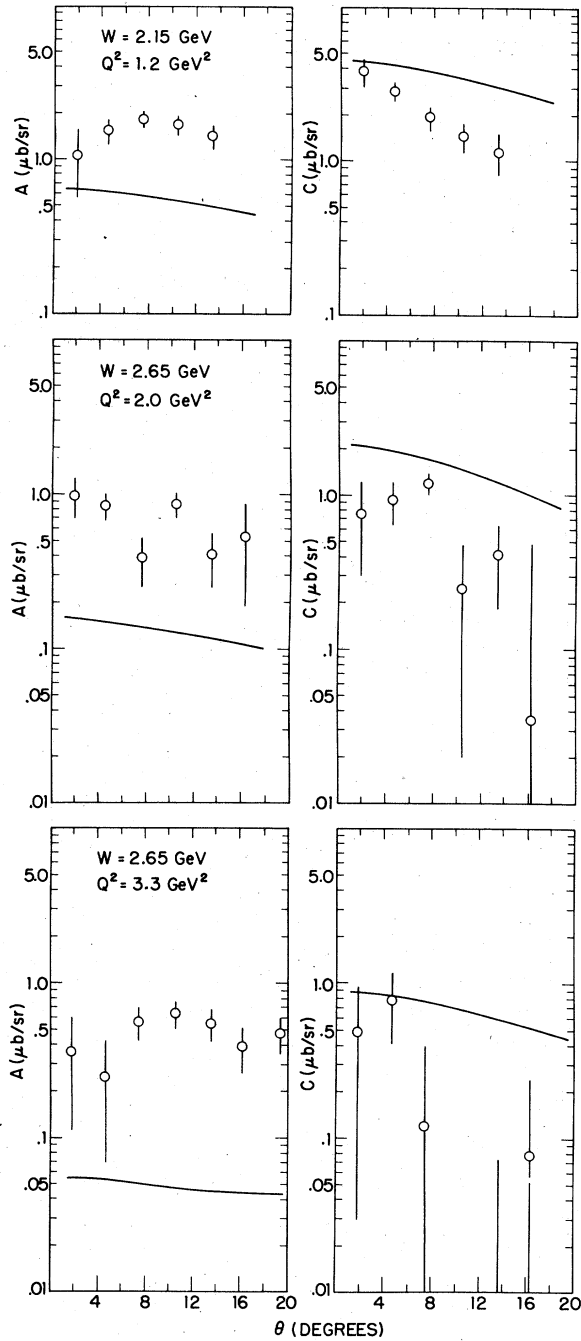 W = 2.15 GeV
Q² = 1.2 GeV²
5.0
1.0
.5
.1
A (μb/sr)
5.0
1.0
.5
.1
C (μb/sr)
W = 2.65 GeV
Q² = 2.0 GeV²
5.0
1.0
.5
.1
.05
.01
A (μb/sr)
5.0
1.0
.5
.1
.05
.01
C (μb/sr)
W = 2.65 GeV
Q² = 3.3 GeV²
5.0
1.0
.5
.1
.05
.01
A (μb/sr)
5.0
1.0
.5
.1
.05
.01
C (μb/sr)
4 8 12 16 20
4 8 12 16 20
θ (DEGREES)